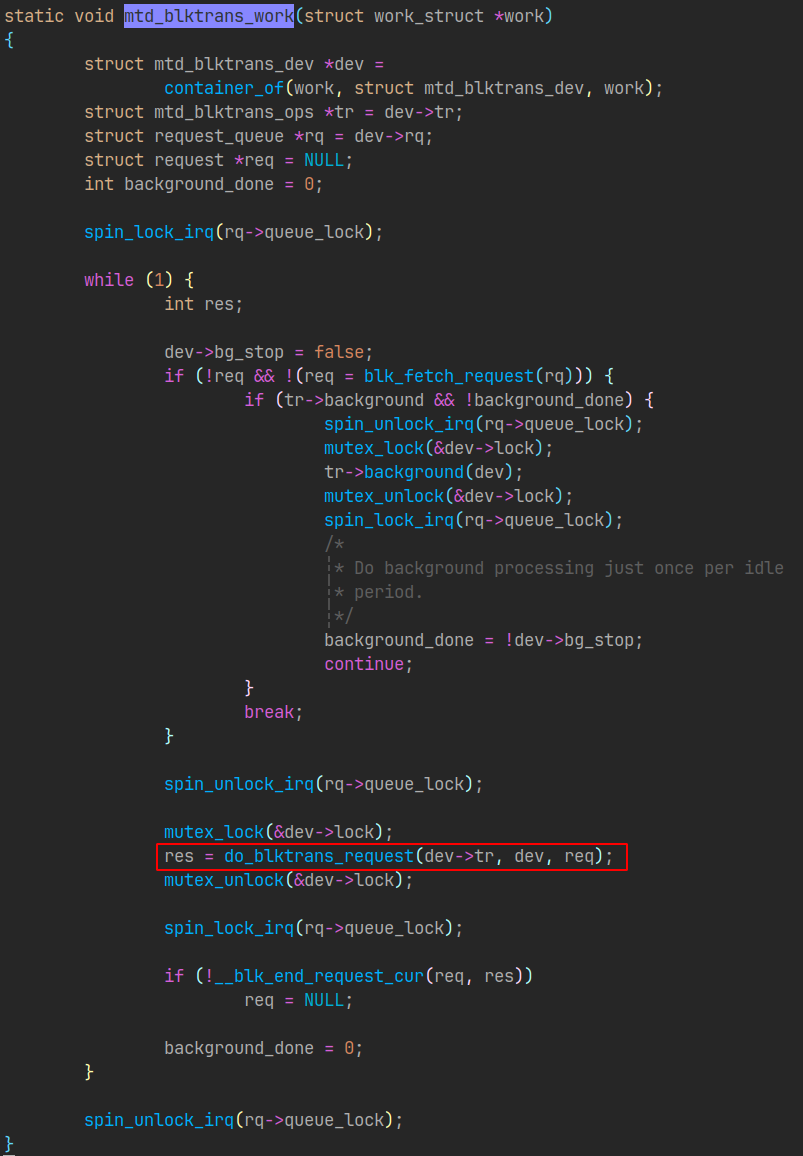 static void mtd_blktrans_work(struct work_struct *work)
{
        struct mtd_blktrans_dev *dev =
                container_of(work, struct mtd_blktrans_dev, work);
        struct mtd_blktrans_ops *tr = dev->tr;
        struct request_queue *rq = dev->rq;
        struct request *req = NULL;
        int background_done = 0;

        spin_lock_irq(rq->queue_lock);

        while (1) {
                int res;

                dev->bg_stop = false;
                if (!req && !(req = blk_fetch_request(rq))) {
                        if (tr->background && !background_done) {
                                spin_unlock_irq(rq->queue_lock);
                                mutex_lock(&dev->lock);
                                tr->background(dev);
                                mutex_unlock(&dev->lock);
                                spin_lock_irq(rq->queue_lock);
                                /*
                                 * Do background processing just once per idle
                                 * period.
                                 */
                                background_done = !dev->bg_stop;
                                continue;
                        }
                        break;
                }

                spin_unlock_irq(rq->queue_lock);

                mutex_lock(&dev->lock);
                res = do_blktrans_request(dev->tr, dev, req);
                mutex_unlock(&dev->lock);

                spin_lock_irq(rq->queue_lock);

                if (!__blk_end_request_cur(req, res))
                        req = NULL;

                background_done = 0;
        }

        spin_unlock_irq(rq->queue_lock);
}